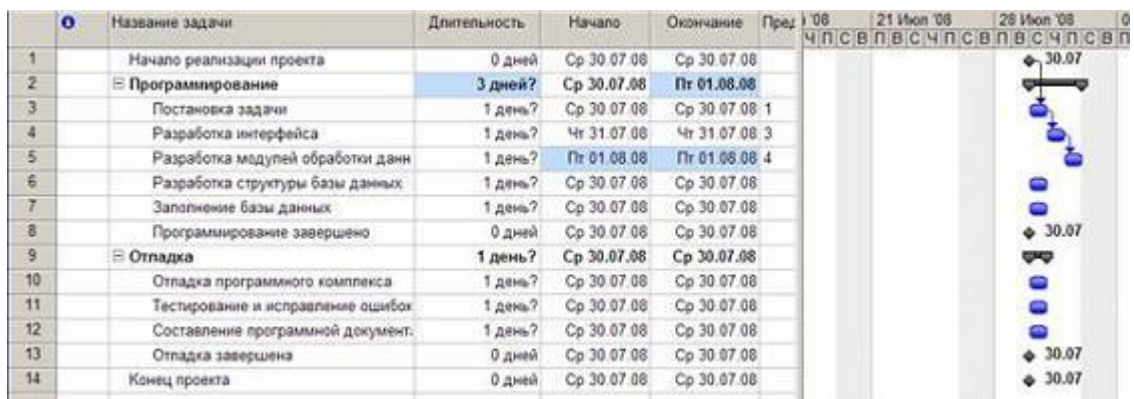 Название задачи Длительность Начало Окончание Пред '08 21 Июл '08 28 Июл '08 0
Ч П С В П В С Ч П С В П В С Ч П С В П
1 Начало реализации проекта 0 дней Ср 30.07.08 Ср 30.07.08 30.07
2 Программирование 3 дней? Ср 30.07.08 Пт 01.08.08
3 Постановка задачи 1 день? Ср 30.07.08 Ср 30.07.08 1
4 Разработка интерфейса 1 день? Чт 31.07.08 Чт 31.07.08 3
5 Разработка модулей обработки данн 1 день? Пт 01.08.08 Пт 01.08.08 4
6 Разработка структуры базы данных 1 день? Ср 30.07.08 Ср 30.07.08
7 Заполнение базы данных 1 день? Ср 30.07.08 Ср 30.07.08
8 Программирование завершено 0 дней Ср 30.07.08 Ср 30.07.08 30.07
9 Отладка 1 день? Ср 30.07.08 Ср 30.07.08
10 Отладка программного комплекса 1 день? Ср 30.07.08 Ср 30.07.08
11 Тестирование и исправление ошибок 1 день? Ср 30.07.08 Ср 30.07.08
12 Составление программной документ. 1 день? Ср 30.07.08 Ср 30.07.08
13 Отладка завершена 0 дней Ср 30.07.08 Ср 30.07.08 30.07
14 Конец проекта 0 дней Ср 30.07.08 Ср 30.07.08 30.07